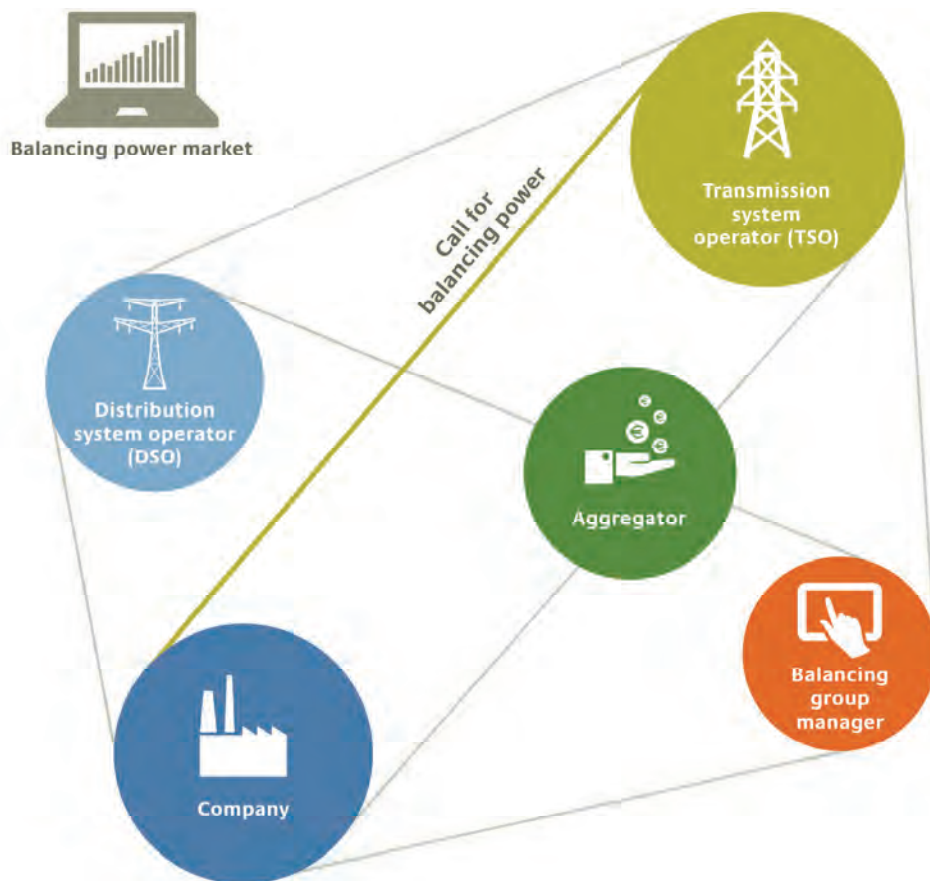 Balancing power market
Transmission
system
operator (TSO)
Call for
balancing power
Distribution
system operator
(DSO)
Aggregator
Balancing
group
manager
Company